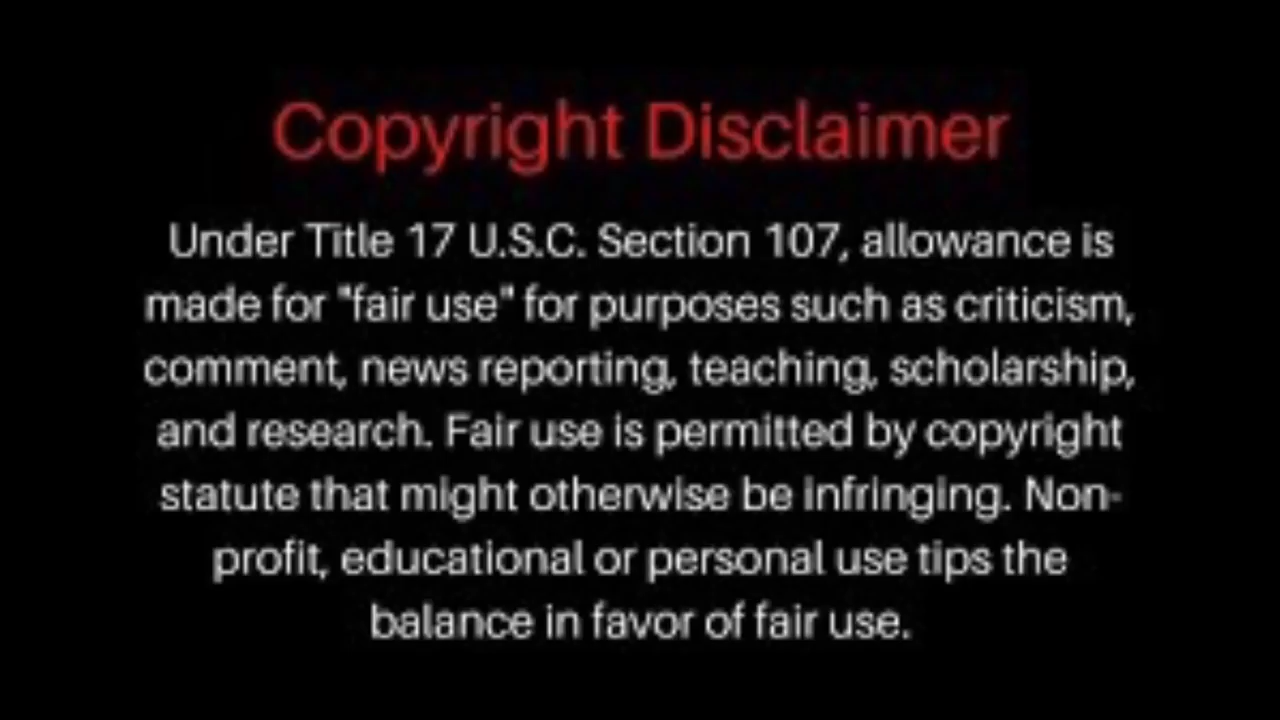 Copyright Disclaimer
Under Title 17 U.S.C. Section 107, allowance is
made for "fair use" for purposes such as criticism,
comment, news reporting, teaching, scholarship,
and research. Fair use is permitted by copyright
statute that might otherwise be infringing. Non-
profit, educational or personal use tips the
balance in favor of fair use.